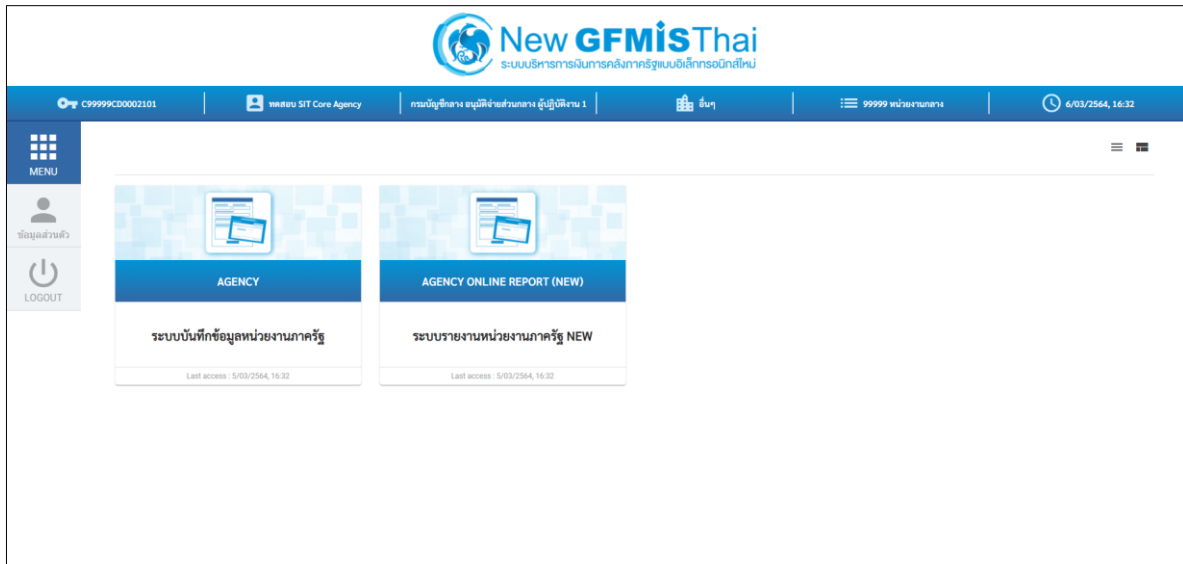 New GFMIS Thai
ระบบบริหารการเงินการคลังภาครัฐแบบอิเล็กทรอนิกส์ใหม่
C99999CD0002101
ทดสอบ SIT Core Agency
กรมบัญชีกลาง อนุมัติจ่ายส่วนกลาง ผู้ปฏิบัติงาน 1
อื่นๆ
99999 หน่วยงานกลาง
6/03/2564, 16:32
MENU
ข้อมูลส่วนตัว
LOGOUT
AGENCY
ระบบบันทึกข้อมูลหน่วยงานภาครัฐ
Last access : 5/03/2564, 16:32
AGENCY ONLINE REPORT (NEW)
ระบบรายงานหน่วยงานภาครัฐ NEW
Last access : 5/03/2564, 16:32